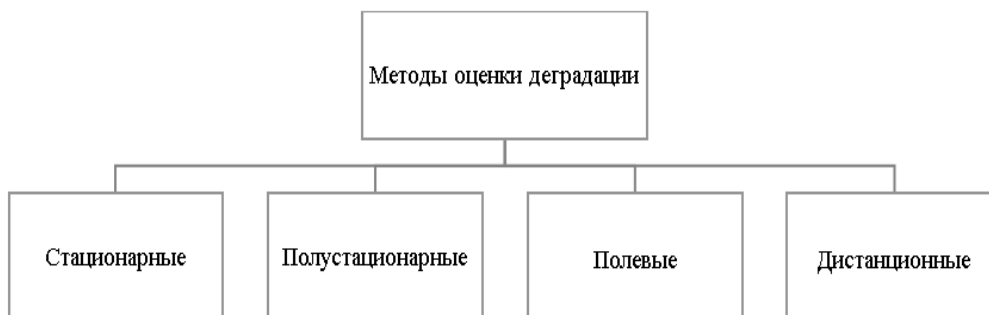 Методы оценки деградации
Стационарные
Полустационарные
Полевые
Дистанционные